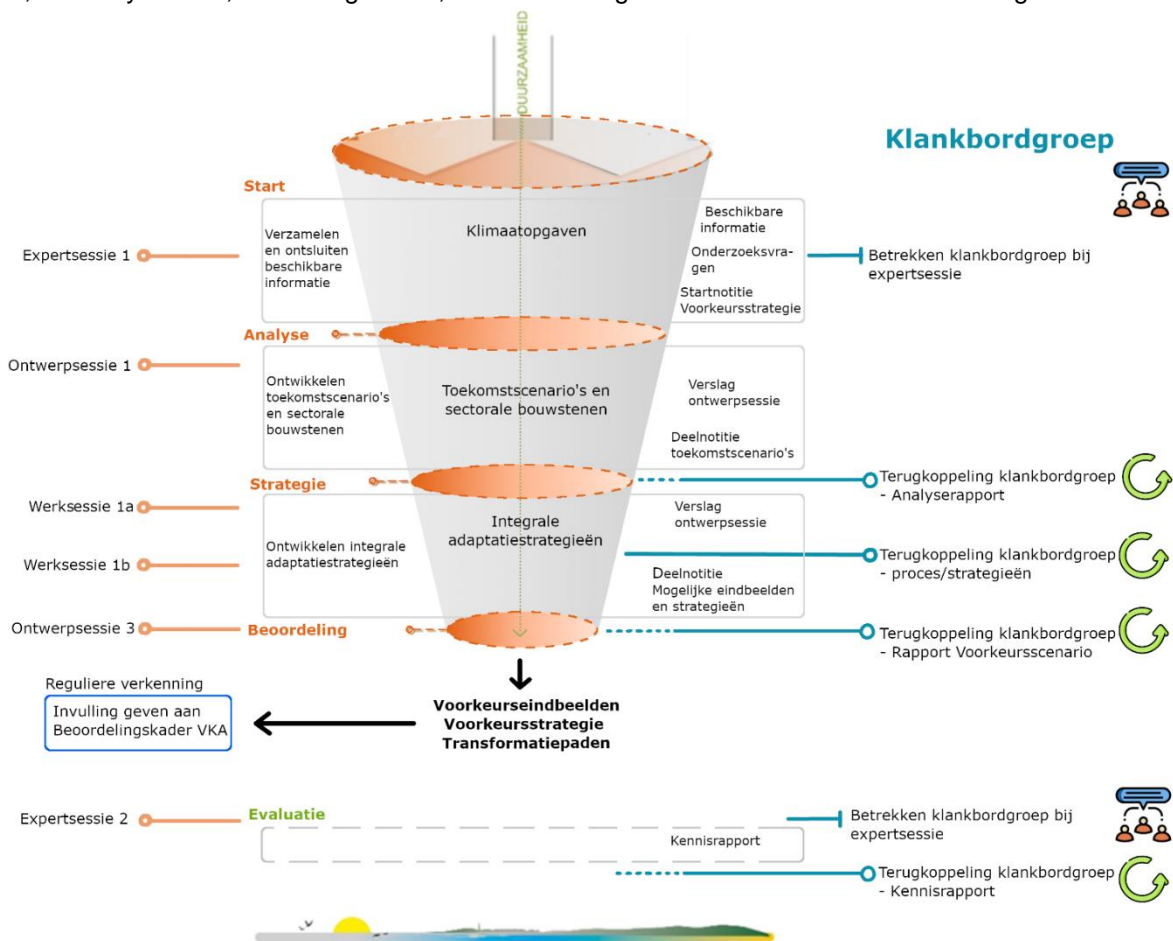 DUURZAAMHEID
Klankbordgroep
Start
Expertsessie 1
Verzamelen
en ontsluiten
beschikbare
informatie
Klimaatopgaven
Beschikbare
informatie
Onderzoeksvra-
gen
Startnotitie
Voorkeursstrategie
Betrekken klankbordgroep bij
expertsessie
Analyse
Ontwerpsessie 1
Ontwikkelen
toekomstscenario's
en sectorale
bouwstenen
Toekomstscenario's en
sectorale bouwstenen
Verslag
ontwerpsessie
Deelnotitie
toekomstscenario's
Strategie
Terugkoppeling klankbordgroep
- Analyserapport
Werksessie 1a
Werksessie 1b
Ontwikkelen integrale
adaptatiestrategieën
Integrale
adaptatiestrategieën
Verslag
ontwerpsessie
Deelnotitie
Mogelijke eindbeelden
en strategieën
Terugkoppeling klankbordgroep
- proces/strategieën
Ontwerpsessie 3
Beoordeling
Terugkoppeling klankbordgroep
- Rapport Voorkeursscenario
Reguliere verkenning
Invulling geven aan
Beoordelingskader VKA
Voorkeurseindbeelden
Voorkeursstrategie
Transformatiepaden
Expertsessie 2
Evaluatie
Kennisrapport
Betrekken klankbordgroep bij
expertsessie
Terugkoppeling klankbordgroep
- Kennisrapport